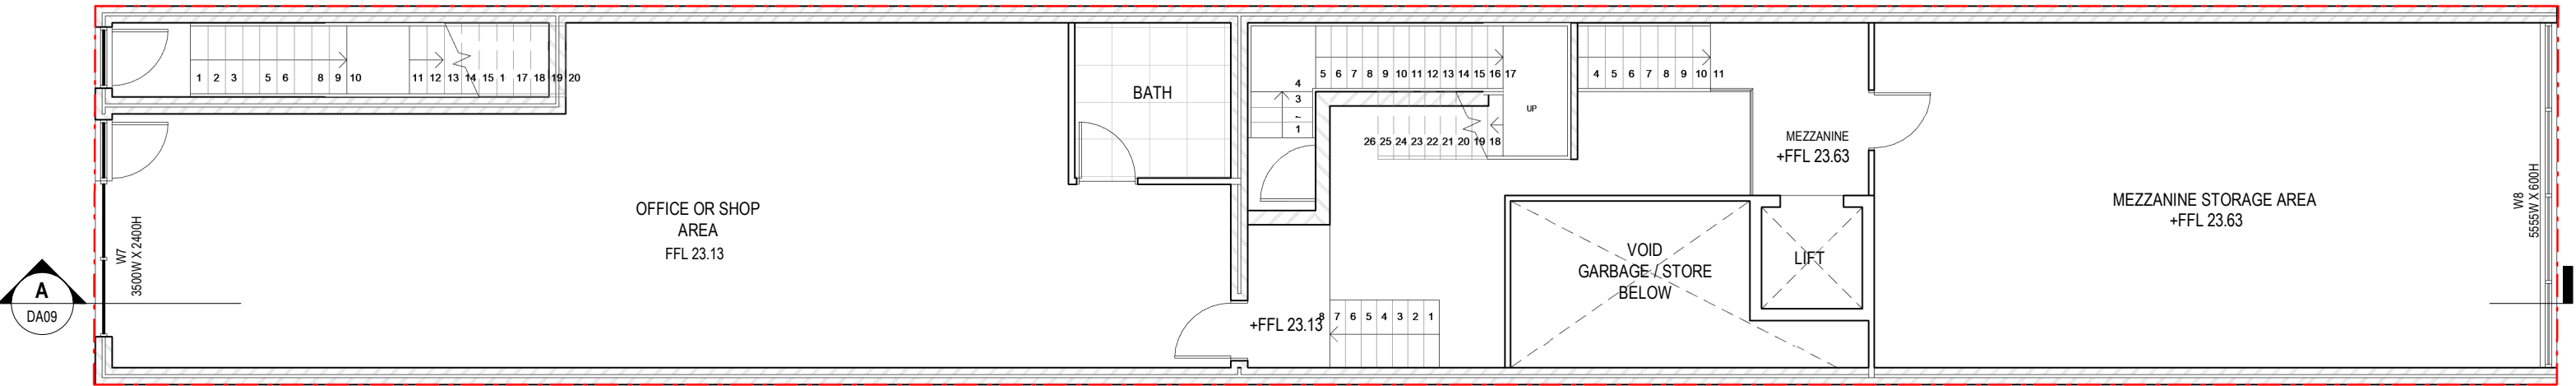 1 2 3 5 6 8 9 10
11 12 13 14 15 1 17 18 19 20
BATH
4
3
1
5 6 7 8 9 10 11 12 13 14 15 16 17
UP
26 25 24 23 22 21 20 19 18
4 5 6 7 8 9 10 11
MEZZANINE
+FFL 23.63
OFFICE OR SHOP
AREA
FFL 23.13
W7
3500W X 2400H
A
DA09
+FFL 23.13
8 7 6 5 4 3 2 1
VOID
GARBAGE / STORE
BELOW
LIFT
MEZZANINE STORAGE AREA
+FFL 23.63
W8
5555W X 600H